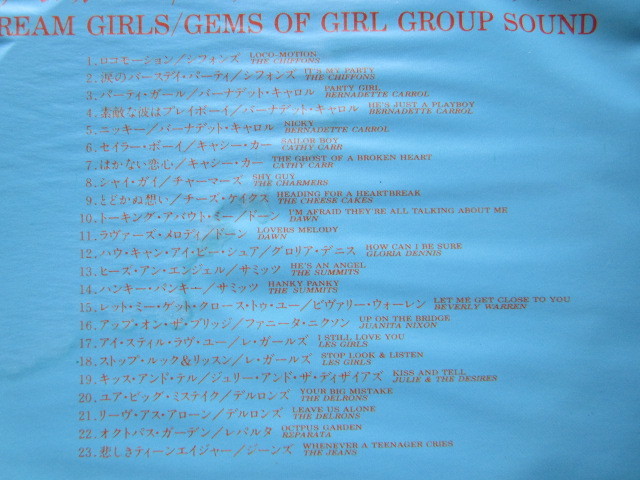 REAM GIRLS/GEMS OF GIRL GROUP SOUND
1.ロコモーション/シフォンズ LOCO-MOTION THE CHIFFONS
2.涙のバースデイ・パーティ/シフォンズ IT'S MY PARTY THE CHIFFONS
3.パーティ・ガール/バーナデット・キャロル PARTY GIRL BERNADETTE CARROL
4.素敵な彼はプレイボーイ/バーナデット・キャロル HE'S JUST A PLAYBOY BERNADETTE CARROL
5.ニッキー/バーナデット・キャロル NICKY BERNADETTE CARROL
6.セイラー・ボーイ/キャシー・カー SAILOR BOY CATHY CARR
7.はかない恋心/キャシー・カー THE GHOST OF A BROKEN HEART CATHY CARR
8.シャイ・ガイ/チャーマーズ SHY GUY THE CHARMERS
9.とどかぬ想い/チーズ・ケイクス HEADING FOR A HEARTBREAK THE CHEESE CAKES
10.トーキング・アバウト・ミー/ドーン I'M AFRAID THEY'RE ALL TALKING ABOUT ME DAWN
11.ラヴァーズ・メロディ/ドーン LOVERS MELODY DAWN
12.ハウ・キャン・アイ・ビー・シュア/グロリア・デニス HOW CAN I BE SURE GLORIA DENNIS
13.ヒーズ・アン・エンジェル/サミッツ HE'S AN ANGEL THE SUMMITS
14.ハンキー・パンキー/サミッツ HANKY PANKY THE SUMMITS
15.レット・ミー・ゲット・クロース・トゥ・ユー/ビヴァリー・ウォーレン LET ME GET CLOSE TO YOU BEVERLY WARREN
16.アップ・オン・ザ・ブリッジ/ファニータ・ニクソン UP ON THE BRIDGE JUANITA NIXON
17.アイ・スティル・ラヴ・ユー/レ・ガールズ I STILL LOVE YOU LES GIRLS
18.ストップ・ルック&リッスン/レ・ガールズ STOP LOOK & LISTEN LES GIRLS
19.キッス・アンド・テル/ジュリー・アンド・ザ・ディザイアズ KISS AND TELL JULIE & THE DESIRES
20.ユア・ビッグ・ミステイク/デルロンズ YOUR BIG MISTAKE THE DELRONS
21.リーヴ・アス・アローン/デルロンズ LEAVE US ALONE THE DELRONS
22.オクトパス・ガーデン/レパルタ OUTPUS GARDEN REPARATA
23.悲しきティーンエイジャー/ジーンズ WHENEVER A TEENAGER CRIES THE JEANS